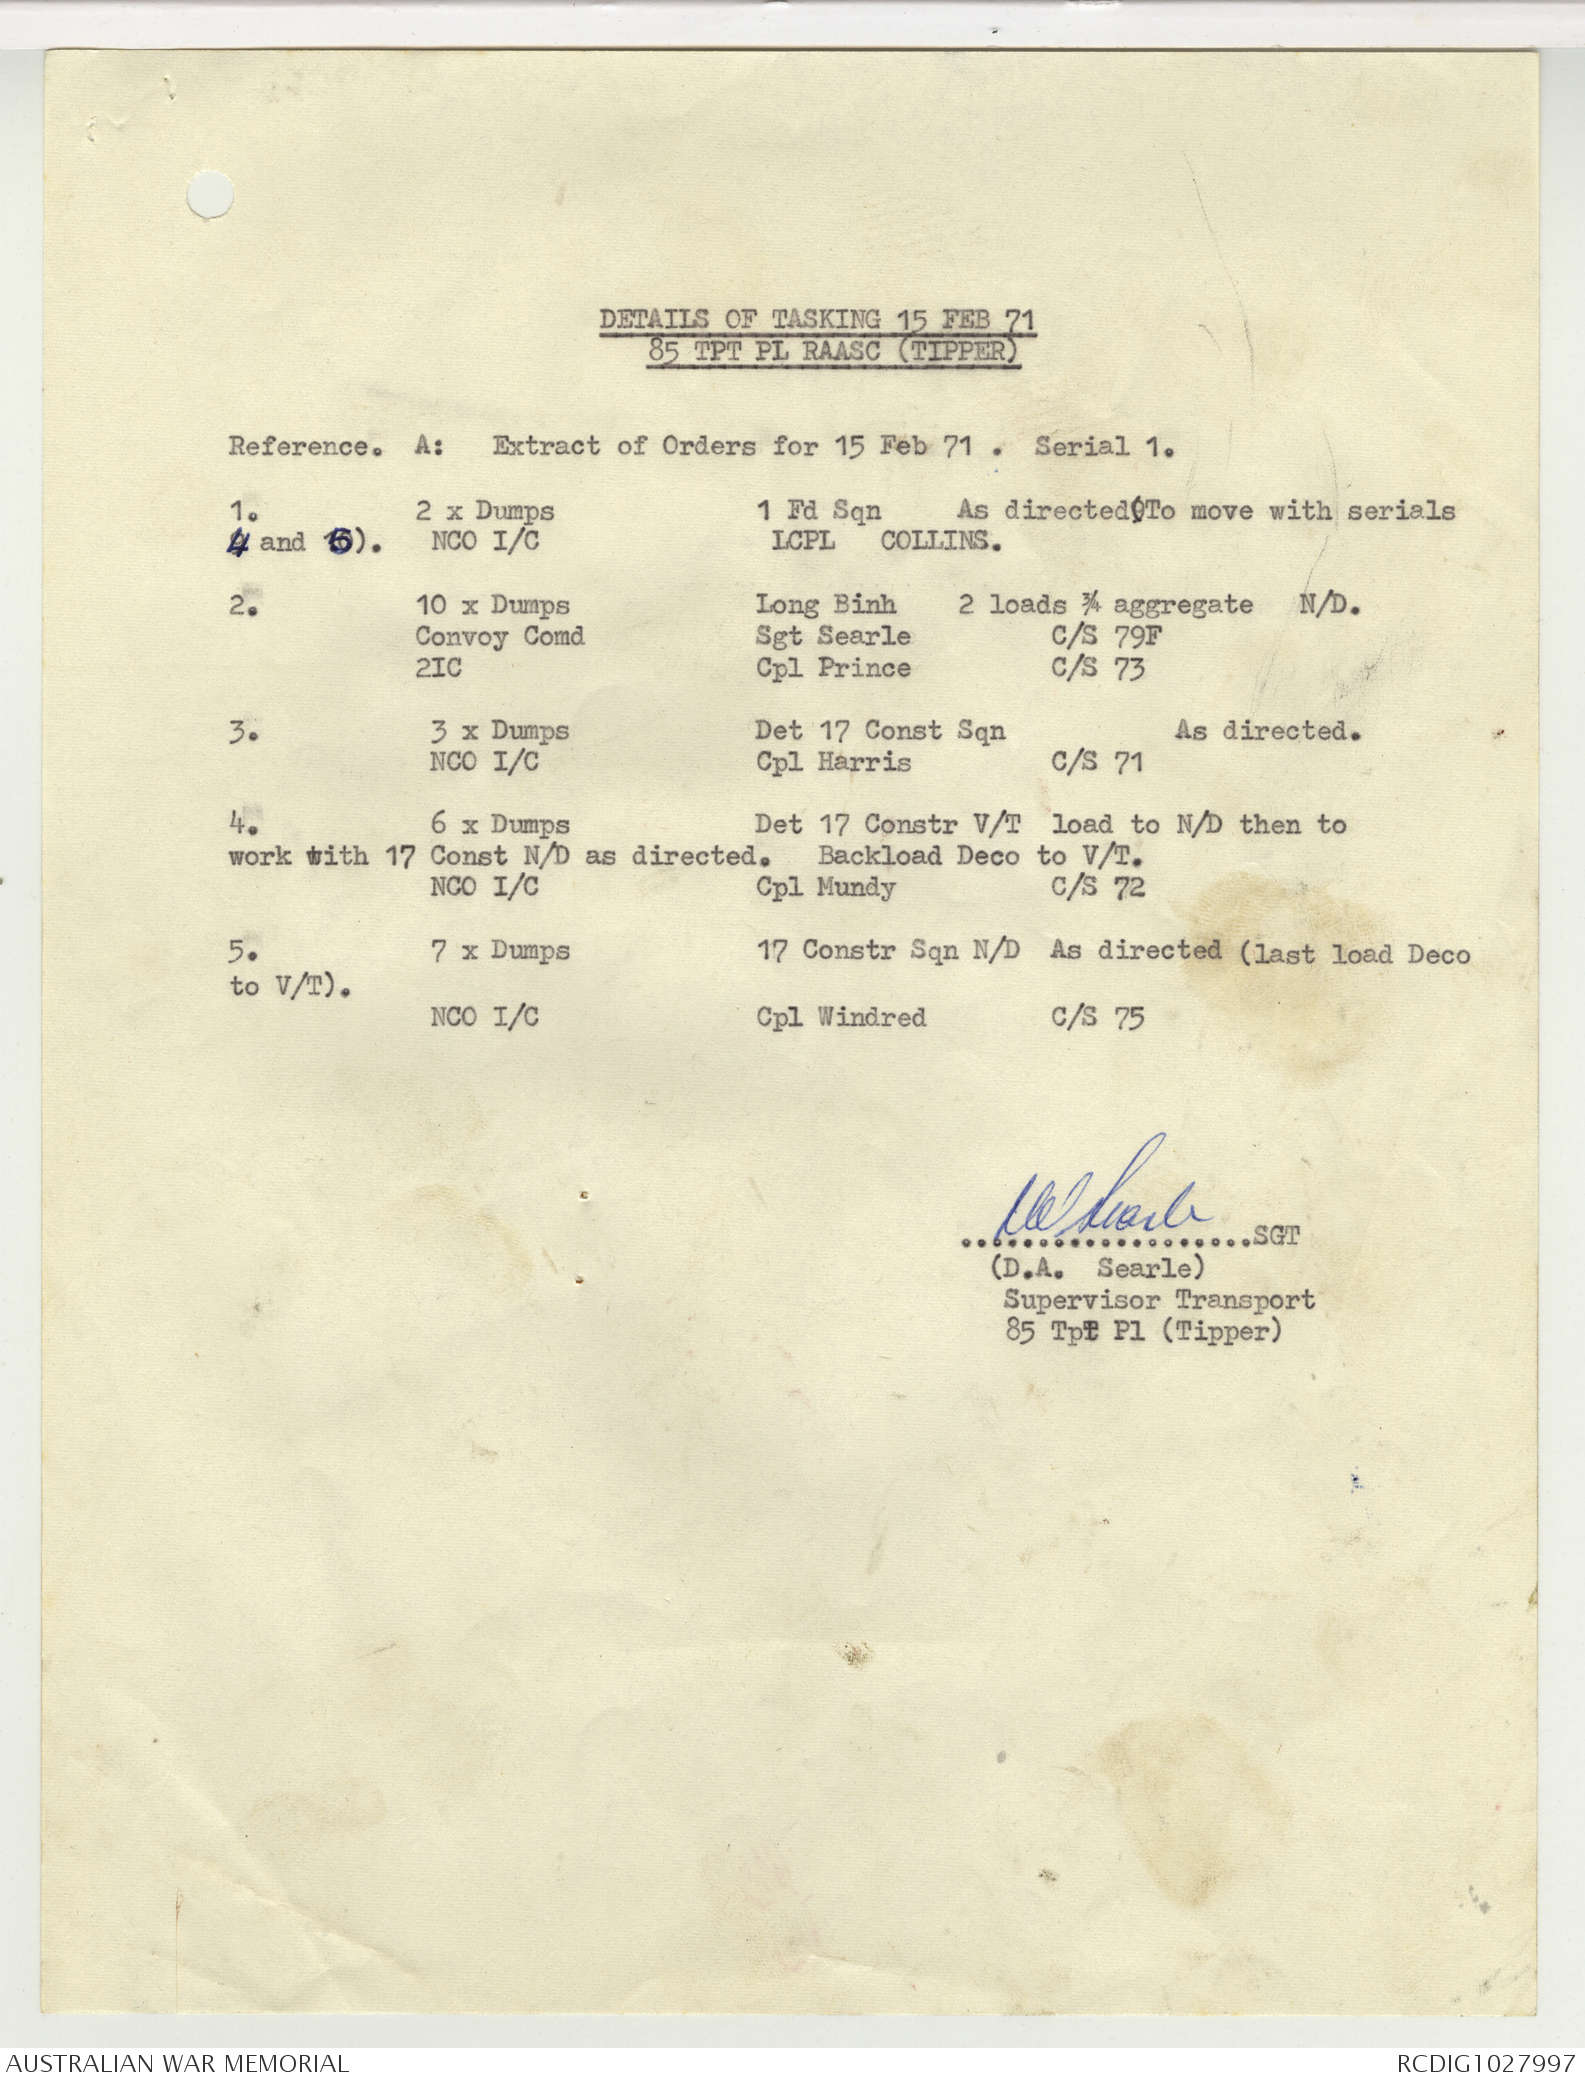 DETAILS OF TASKING 15 FEB 71
85 TPT PL RAASC (TIPPER)
Reference. A: Extract of Orders for 15 Feb 71 . Serial 1.
1. 2 x Dumps 1 Fd Sqn As directed(To move with serials
4 and 5). NCO I/C LCPL COLLINS.
2. 10 x Dumps Long Binh 2 loads ¾ aggregate N/D.
Convoy Comd Sgt Searle C/S 79F
2IC Cpl Prince C/S 73
3. 3 x Dumps Det 17 Const Sqn As directed.
NCO I/C Cpl Harris C/S 71
4. 6 x Dumps Det 17 Constr V/T load to N/D then to
work with 17 Const N/D as directed. Backload Deco to V/T.
NCO I/C Cpl Mundy C/S 72
5. 7 x Dumps 17 Constr Sqn N/D As directed (last load Deco
to V/T).
NCO I/C Cpl Windred C/S 75
Searle
...................SGT
(D.A. Searle)
Supervisor Transport
85 Tpt Pl (Tipper)
AUSTRALIAN WAR MEMORIAL RCDIG1027997